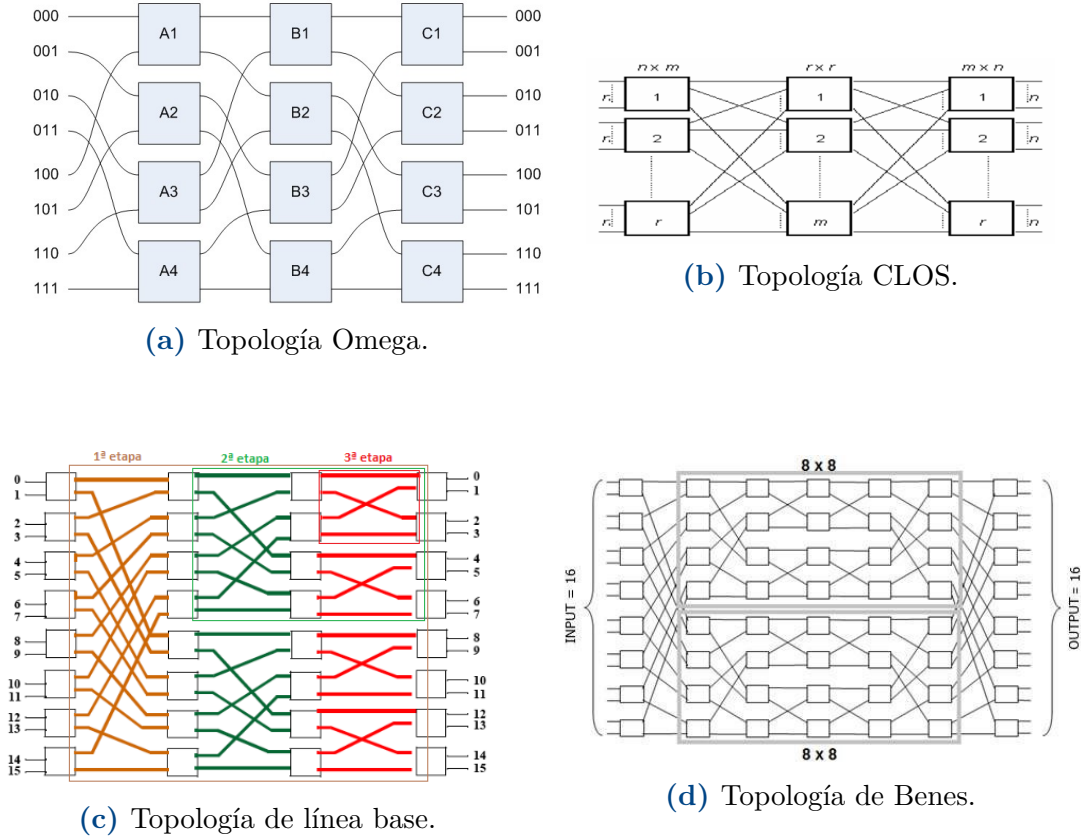 000 A1 B1 C1 000
001 001
010 A2 B2 C2 010
011 011
100 A3 B3 C3 100
101 101
110 A4 B4 C4 110
111 111
(a) Topología Omega.
n × m r × r m × n
r 1 1 1 n
r 2 2 2
r r m r n
(b) Topología CLOS.
1ª etapa 2ª etapa 3ª etapa
0 0
1 1
2 2
3 3
4 4
5 5
6 6
7 7
8 8
9 9
10 10
11 11
12 12
13 13
14 14
15 15
(c) Topología de línea base.
8 x 8
INPUT = 16
OUTPUT = 16
8 x 8
(d) Topología de Benes.